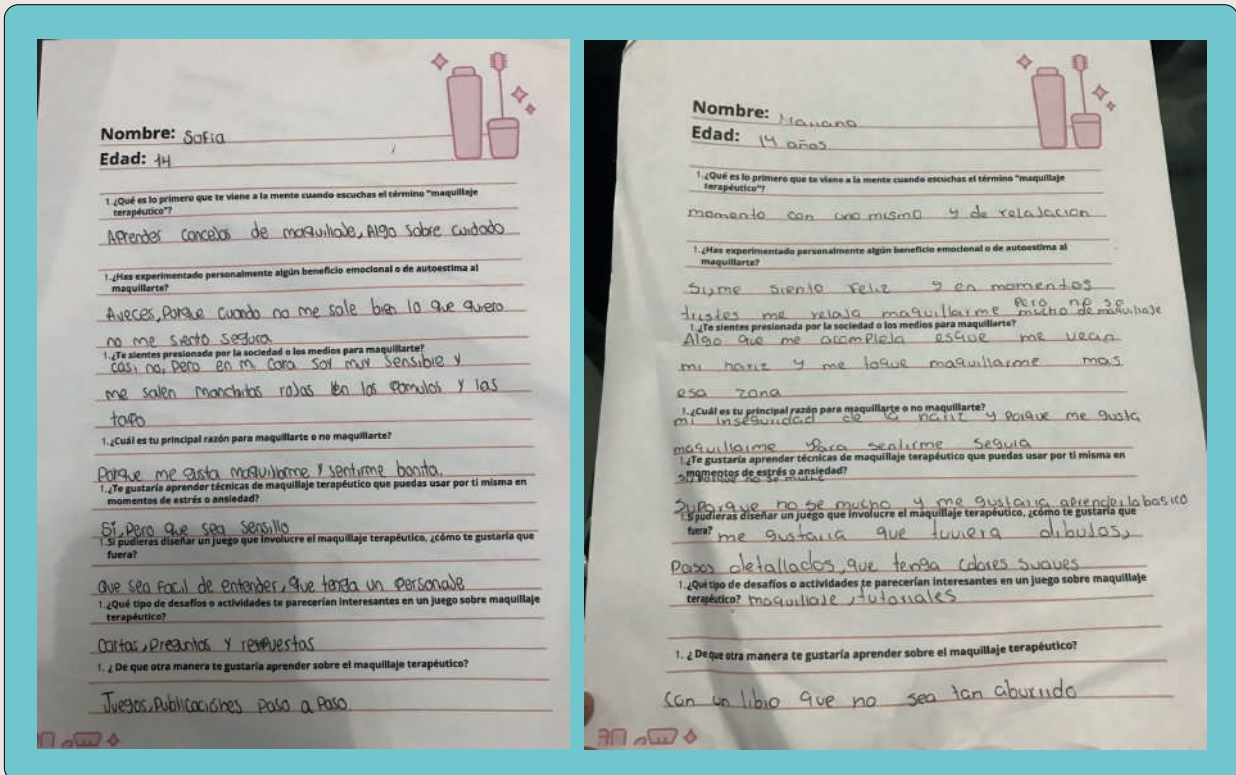 Nombre: Sofia
Edad: 14
1. ¿Qué es lo primero que te viene a la mente cuando escuchas el término "maquillaje
terapéutico"?
Aprendes concelos de maquillaje, Algo sobre cuidado
1. ¿Has experimentado personalmente algún beneficio emocional o de autoestima al
maquillarte?
Aveces, Porque cuando no me sale bien lo que quiero
no me siento segura
1. ¿Te sientes presionada por la sociedad o los medios para maquillarte?
casi no, pero en mi cara soy muy sensible y
me salen manchitas rojas en los pomulos y las
tapo
1. ¿Cuál es tu principal razón para maquillarte o no maquillarte?
Porque me gusta maquillarme y sentirme bonita.
1. ¿Te gustaría aprender técnicas de maquillaje terapéutico que puedas usar por ti misma en
momentos de estrés o ansiedad?
Sí, pero que sea sensillo
1. Si pudieras diseñar un juego que involucre el maquillaje terapéutico, ¿cómo te gustaría que
fuera?
que sea facil de entender, que tenga un personaje
1. ¿Qué tipo de desafíos o actividades te parecerían interesantes en un juego sobre maquillaje
terapéutico?
Cartas, Preguntas y respuestas
1. ¿ De que otra manera te gustaría aprender sobre el maquillaje terapéutico?
Juegos, Publicaciónes paso a paso
Nombre: Mariana
Edad: 14 años
1. ¿Qué es lo primero que te viene a la mente cuando escuchas el término "maquillaje
terapéutico"?
momento con uno mismo y de relajacion
1. ¿Has experimentado personalmente algún beneficio emocional o de autoestima al
maquillarte?
Si, me siento feliz y en momentos
tristes me relaja maquillarme pero no se mucho de maquillaje
1. ¿Te sientes presionada por la sociedad o los medios para maquillarte?
Algo que me acompleja esque me vean
mi nariz y me toque maquillarme mas
esa zona
1. ¿Cuál es tu principal razón para maquillarte o no maquillarte?
mi inseguridad de la nariz y porque me gusta
maquillarme para sentirme segura
1. ¿Te gustaría aprender técnicas de maquillaje terapéutico que puedas usar por ti misma en
momentos de estrés o ansiedad?
Si, porque no se mucho y me gustaria aprender lo basico
1. Si pudieras diseñar un juego que involucre el maquillaje terapéutico, ¿cómo te gustaría que
fuera? me gustaria que tuviera dibujos,
pasos detallados, que tenga colores suaves
1. ¿Qué tipo de desafíos o actividades te parecerían interesantes en un juego sobre maquillaje
terapéutico? maquillaje, tutoriales
1. ¿ De que otra manera te gustaría aprender sobre el maquillaje terapéutico?
con un libro que no sea tan aburrido